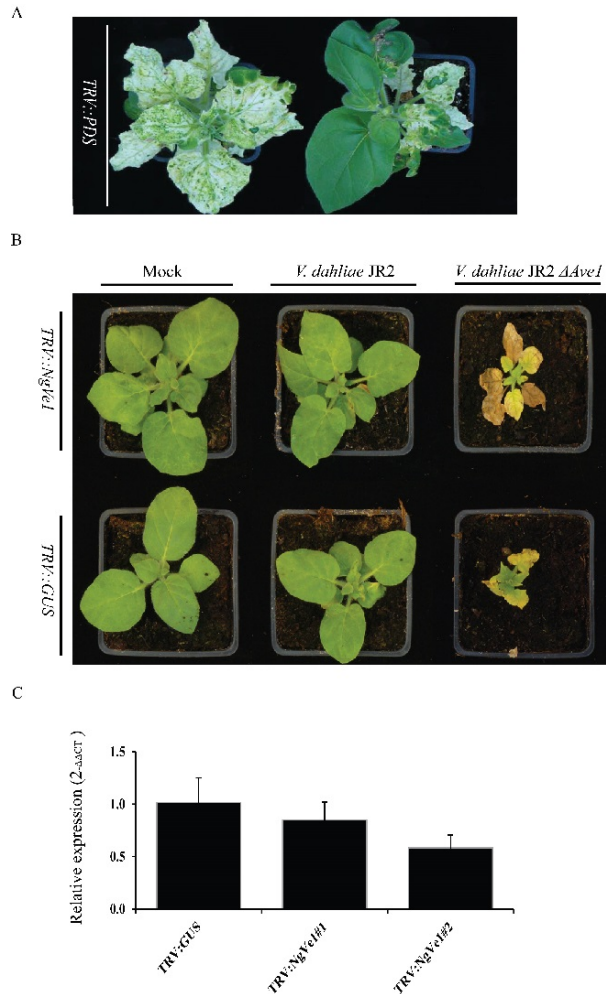 A
TRV::PDS
B
Mock
V. dahliae JR2
V. dahliae JR2 ΔAve1
TRV::NgVe1
TRV::GUS
C
Relative expression (2-ΔΔCT )
1.5
1.0
0.5
0.0
TRV:GUS
TRV:NgVe1#1
TRV:NgVe1#2